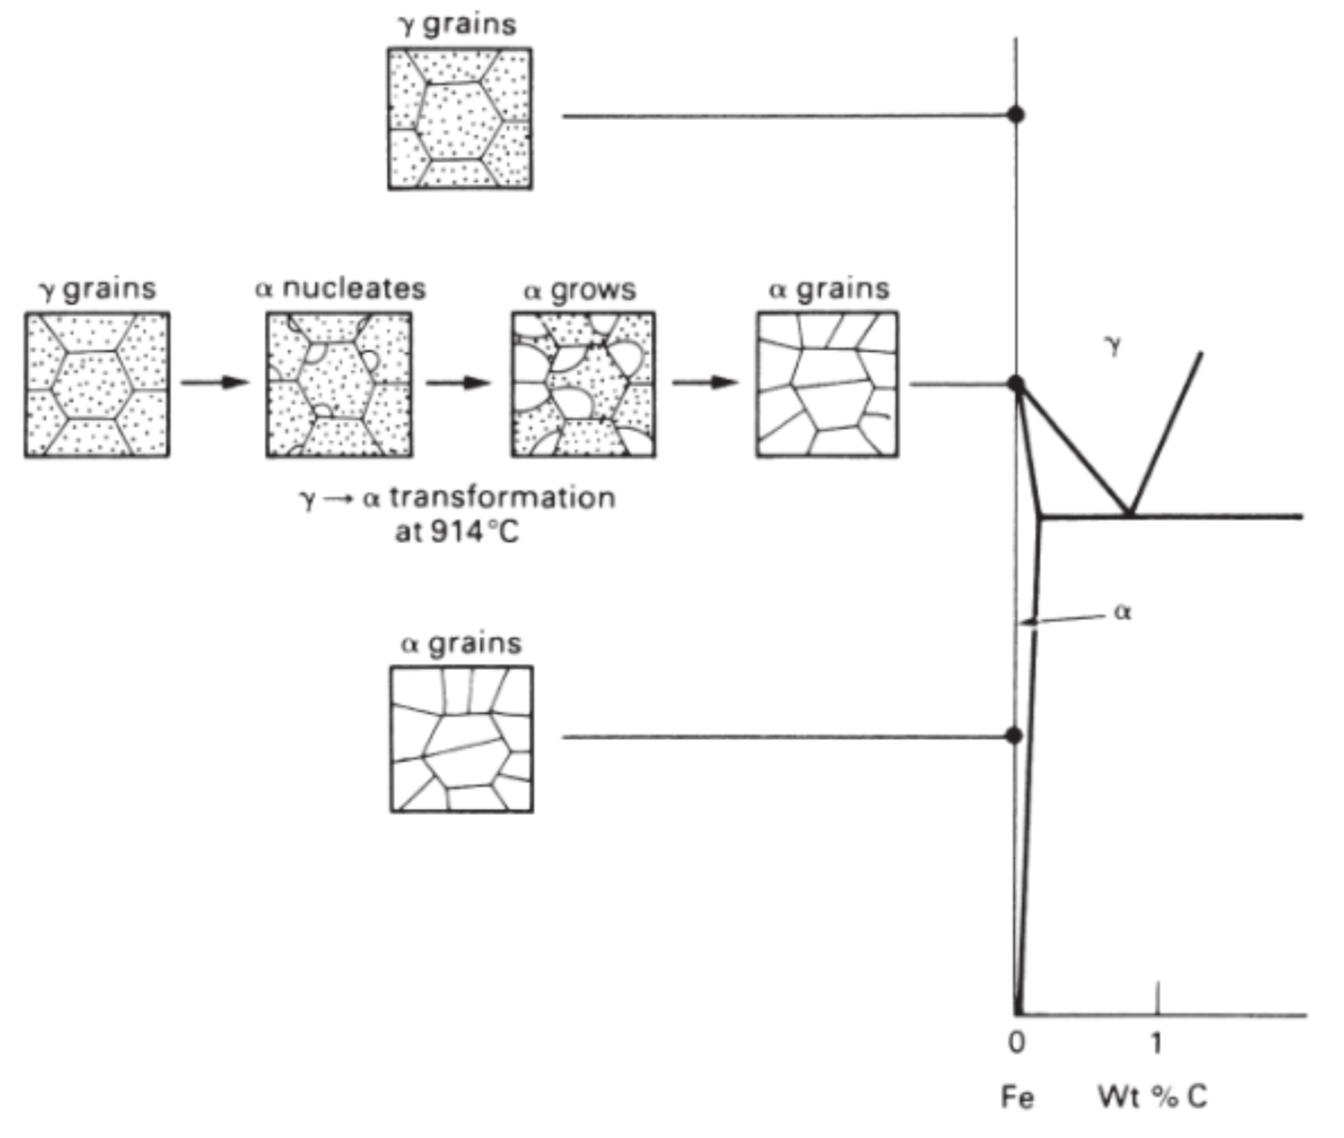 γ grains
γ grains
α nucleates
α grows
α grains
γ → α transformation
at 914°C
α grains
γ
α
0
1
Fe
Wt % C